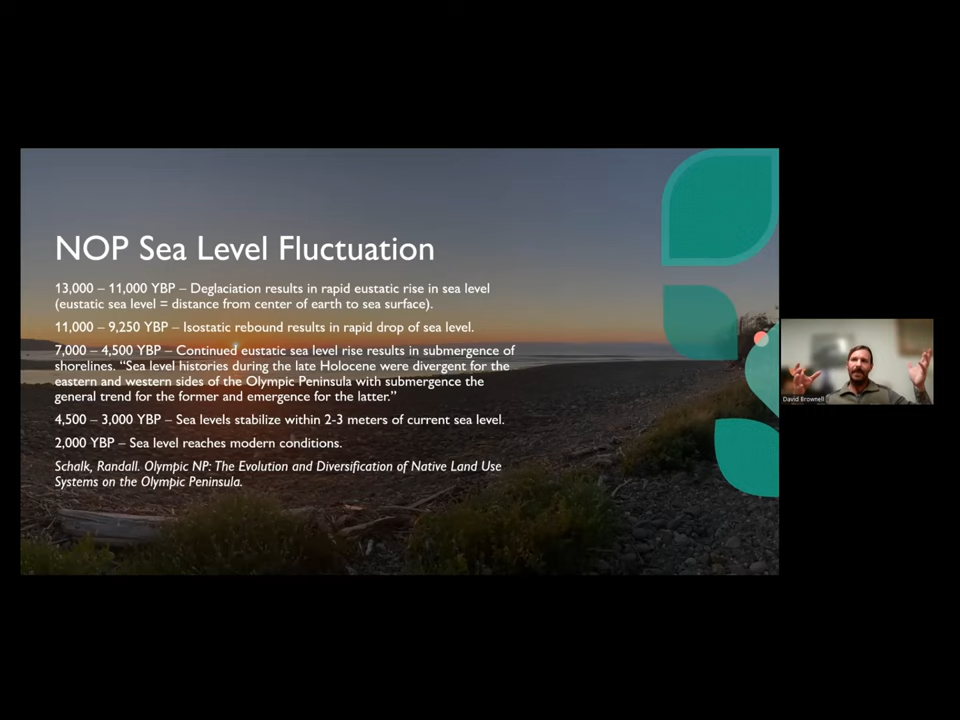 NOP Sea Level Fluctuation
13,000 – 11,000 YBP – Deglaciation results in rapid eustatic rise in sea level
(eustatic sea level = distance from center of earth to sea surface).
11,000 – 9,250 YBP – Isostatic rebound results in rapid drop of sea level.
7,000 – 4,500 YBP – Continued eustatic sea level rise results in submergence of
shorelines. “Sea level histories during the late Holocene were divergent for the
eastern and western sides of the Olympic Peninsula with submergence the
general trend for the former and emergence for the latter.”
4,500 – 3,000 YBP – Sea levels stabilize within 2-3 meters of current sea level.
2,000 YBP – Sea level reaches modern conditions.
Schalk, Randall. Olympic NP: The Evolution and Diversification of Native Land Use
Systems on the Olympic Peninsula.
David Brownell